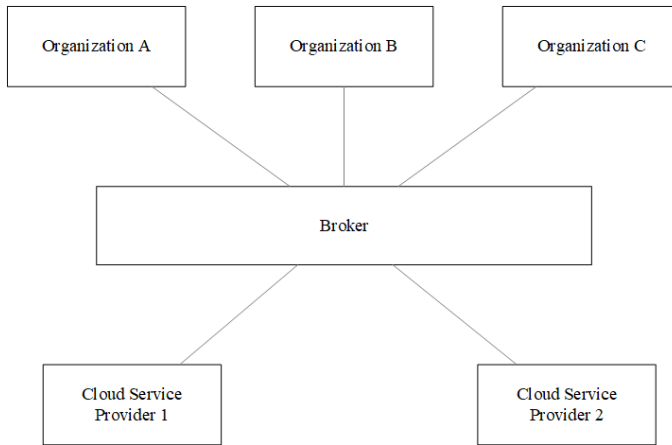 Organization A
Organization B
Organization C
Broker
Cloud Service
Provider 1
Cloud Service
Provider 2